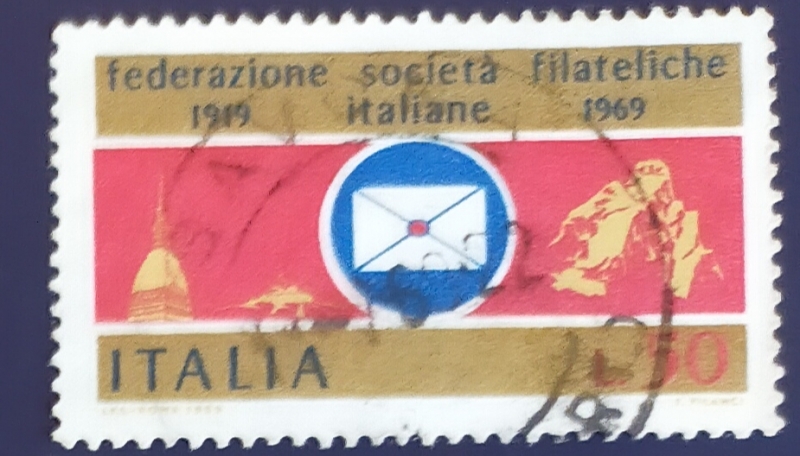 federazione società filateliche
1919 italiane 1969
ITALIA L.50